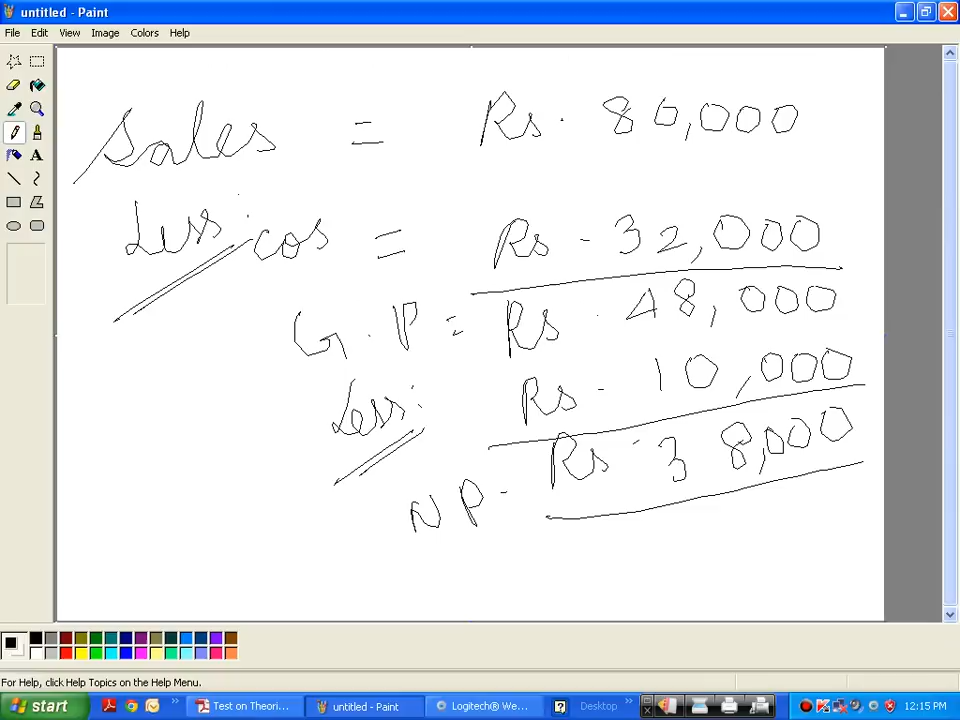 untitled - Paint
File Edit View Image Colors Help
Sales = Rs. 80,000
Less: cos = Rs - 32,000
G.P = Rs. 48,000
Less: Rs - 10,000
NP - Rs - 38,000
For Help, click Help Topics on the Help Menu.
start Test on Theori... untitled - Paint Logitech® We... Desktop 12:15 PM